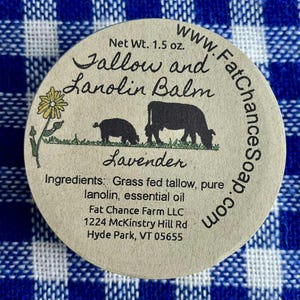 Net Wt. 1.5 oz.
www.FatChanceSoap.com
Tallow and
Lanolin Balm
Lavender
Ingredients: Grass fed tallow, pure
lanolin, essential oil
Fat Chance Farm LLC
1224 McKinstry Hill Rd
Hyde Park, VT 05655